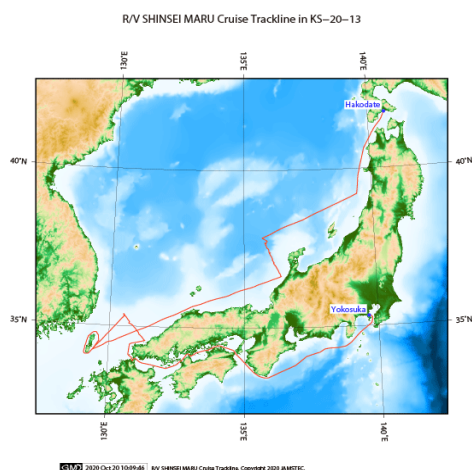 R/V SHINSEI MARU Cruise Trackline in KS−20−13
130˚E
135˚E
140˚E
Hakodate
40˚N
40˚N
35˚N
35˚N
Yokosuka
130˚E
135˚E
140˚E
GMD 2020 Oct 20 10:09:46 R/V SHINSEI MARU Cruise Trackline. Copyright 2020 JAMSTEC.